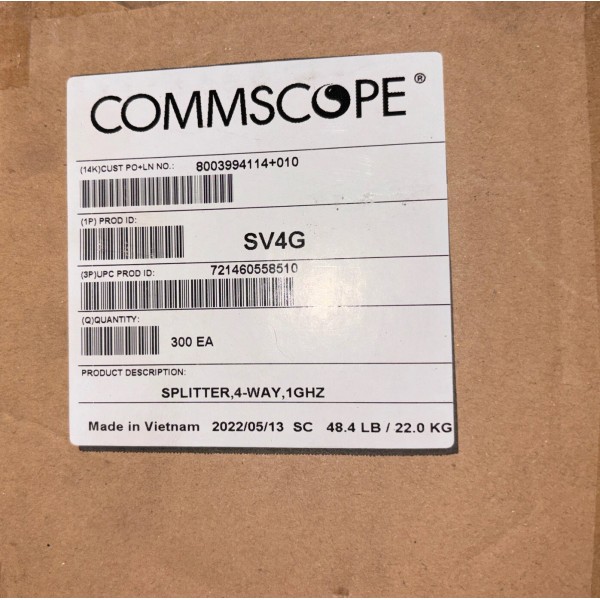 COMMSCOPE®
(14K)CUST PO+LN NO.: 8003994114+010
(1P) PROD ID:
SV4G
(3P)UPC PROD ID: 721460558510
(Q)QUANTITY:
300 EA
PRODUCT DESCRIPTION:
SPLITTER,4-WAY,1GHZ
Made in Vietnam 2022/05/13 SC 48.4 LB / 22.0 KG